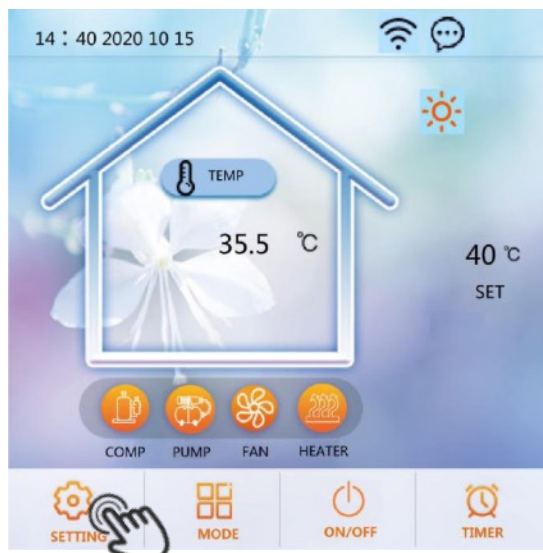 14:40 2020 10 15
TEMP
35.5 ℃
40 ℃
SET
COMP PUMP FAN HEATER
SETTING MODE ON/OFF TIMER